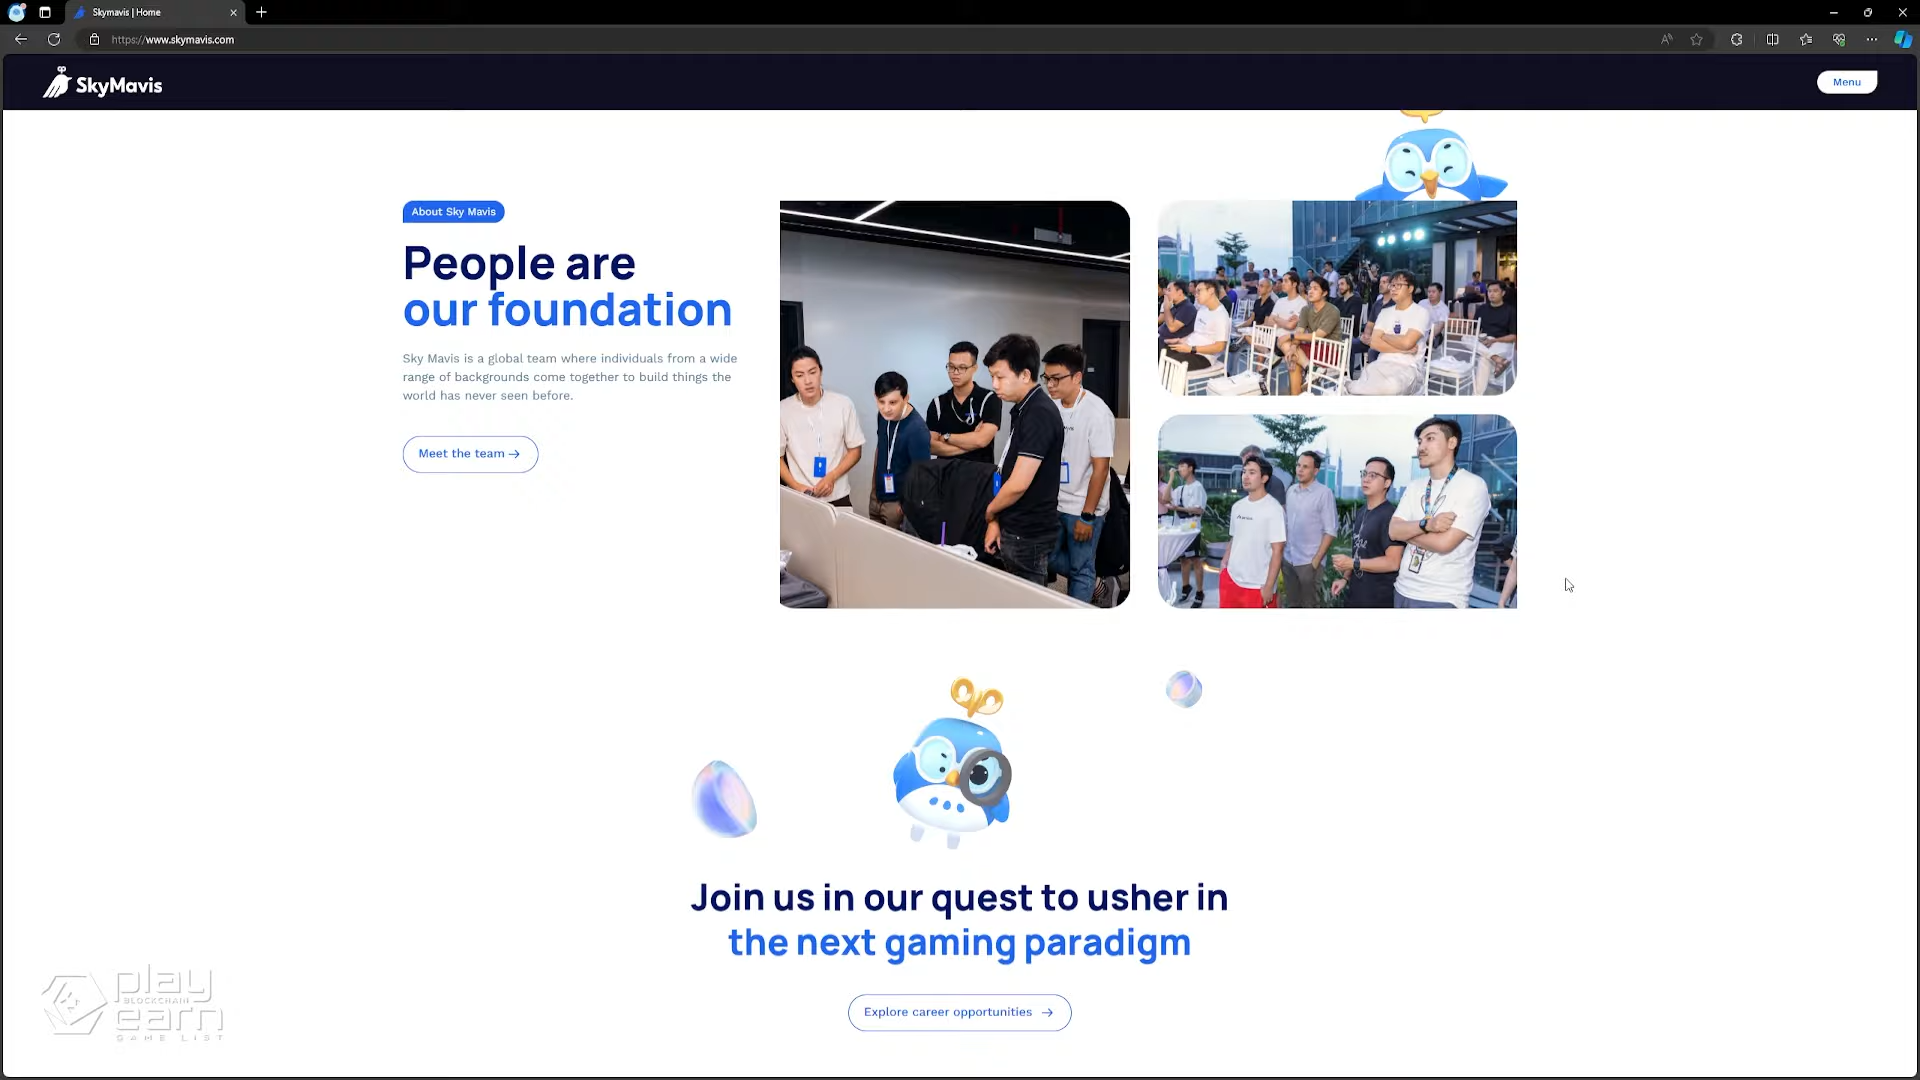 Skymavis | Home
https://www.skymavis.com
SkyMavis
Menu
About Sky Mavis
People are
our foundation
Sky Mavis is a global team where individuals from a wide
range of backgrounds come together to build things the
world has never seen before.
Meet the team →
Join us in our quest to usher in
the next gaming paradigm
Explore career opportunities →
play
BLOCKCHAIN
earn
GAME LIST